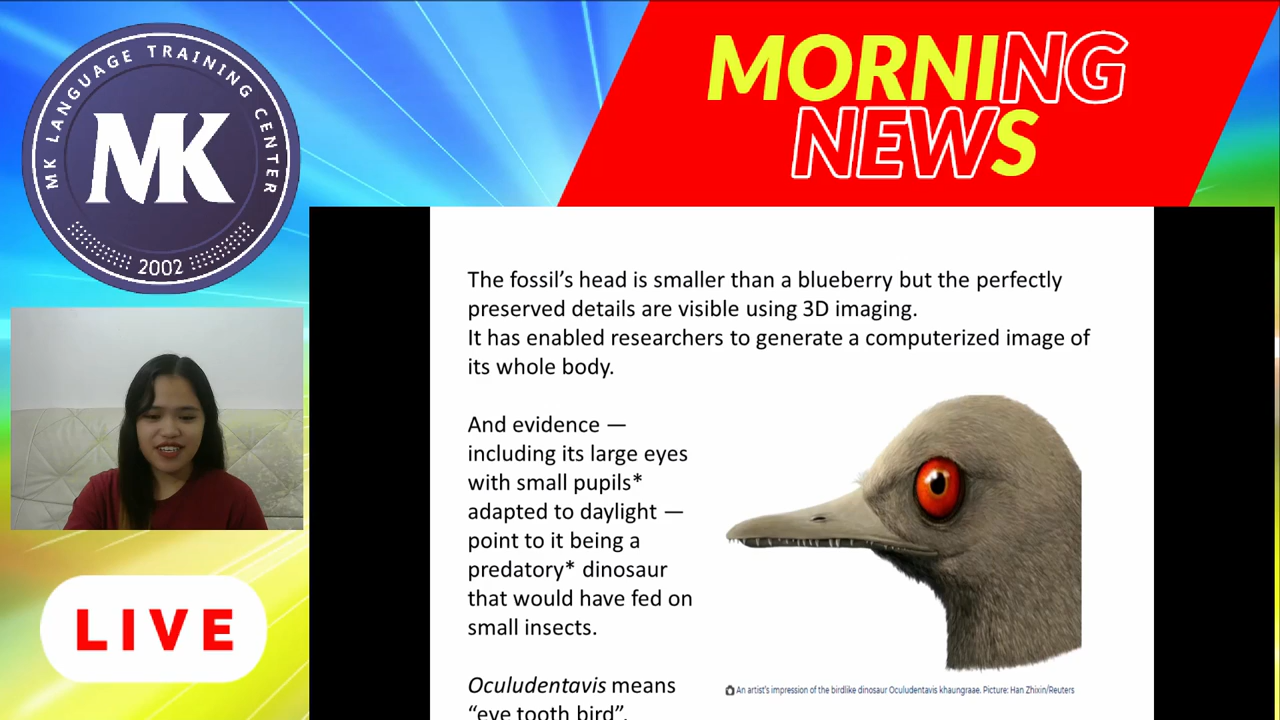 MK LANGUAGE TRAINING CENTER
MK
2002
MORNING
NEWS
The fossil’s head is smaller than a blueberry but the perfectly
preserved details are visible using 3D imaging.
It has enabled researchers to generate a computerized image of
its whole body.
And evidence —
including its large eyes
with small pupils*
adapted to daylight —
point to it being a
predatory* dinosaur
that would have fed on
small insects.
Oculudentavis means
“eye tooth bird”.
An artist's impression of the birdlike dinosaur Oculudentavis khaungraae. Picture: Han Zhixin/Reuters
LIVE